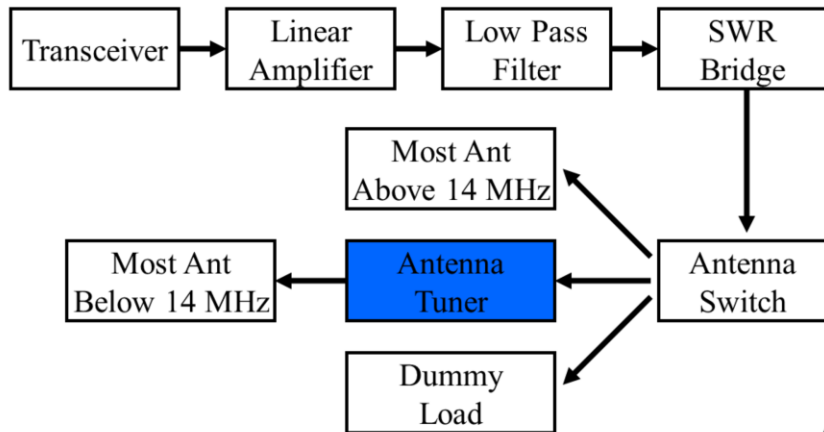 Transceiver
Linear
Amplifier
Low Pass
Filter
SWR
Bridge
Most Ant
Above 14 MHz
Most Ant
Below 14 MHz
Antenna
Tuner
Antenna
Switch
Dummy
Load